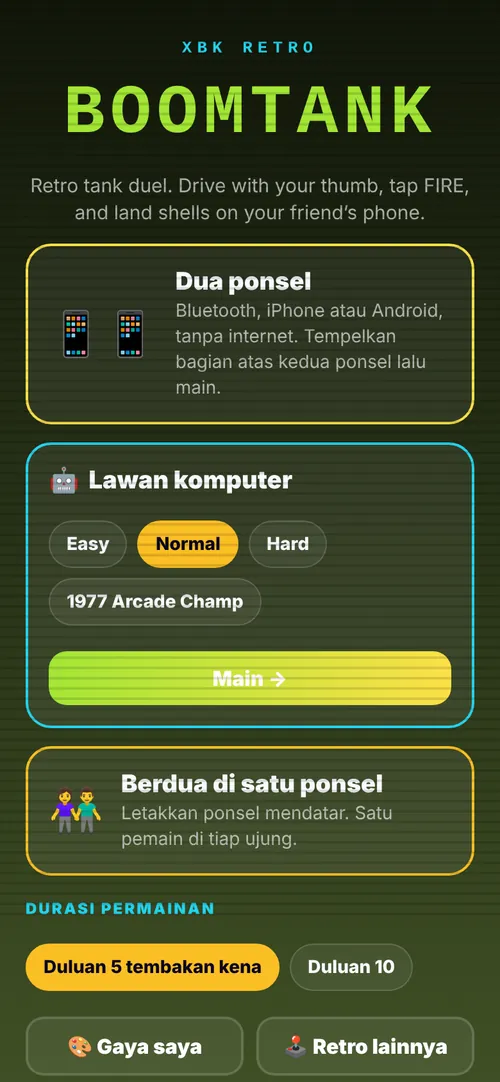 XBK RETRO
BOOMTANK
Retro tank duel. Drive with your thumb, tap FIRE,
and land shells on your friend’s phone.
Dua ponsel
Bluetooth, iPhone atau Android,
tanpa internet. Tempelkan
bagian atas kedua ponsel lalu
main.
Lawan komputer
Easy
Normal
Hard
1977 Arcade Champ
Main →
Berdua di satu ponsel
Letakkan ponsel mendatar. Satu
pemain di tiap ujung.
DURASI PERMAINAN
Duluan 5 tembakan kena
Duluan 10
Gaya saya
Retro lainnya